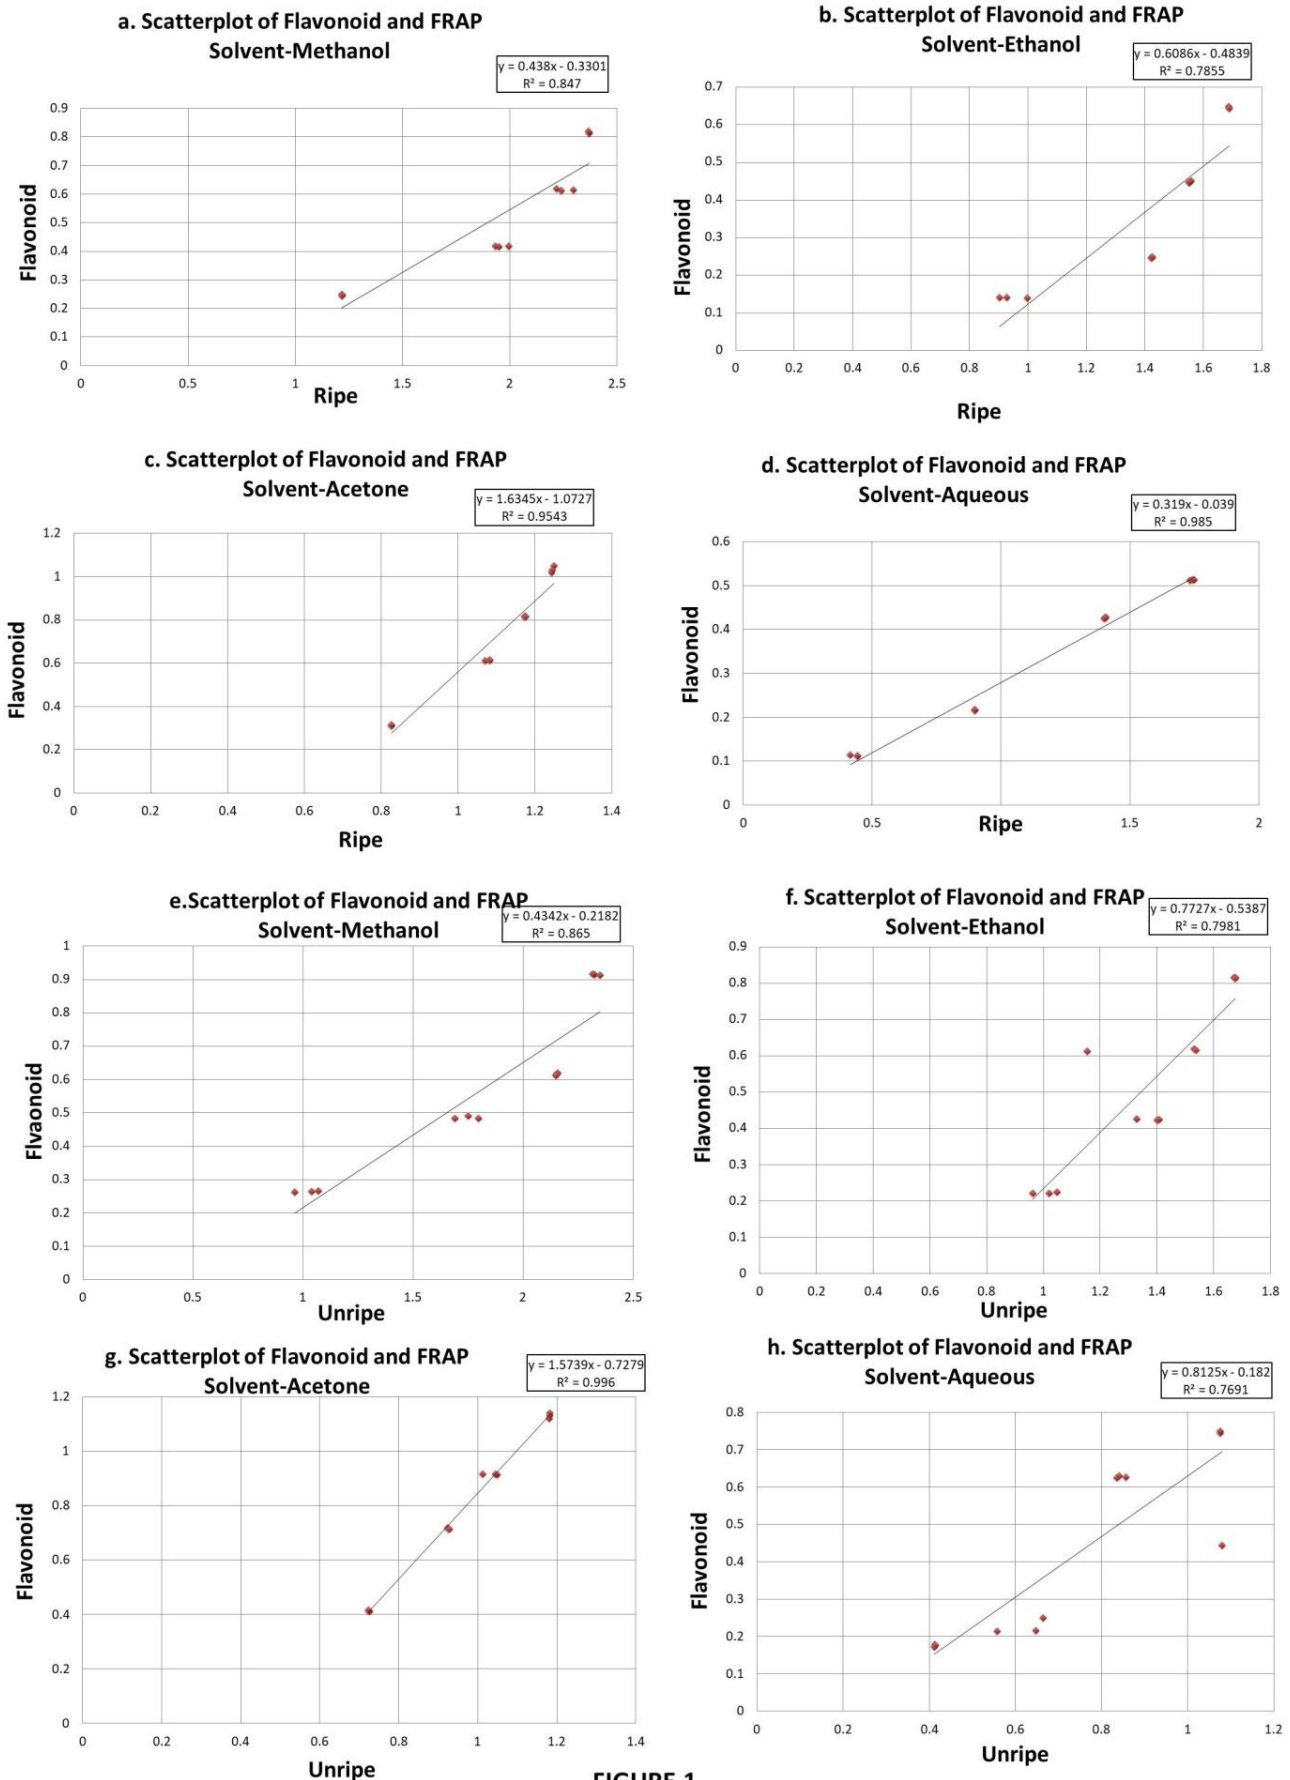 a. Scatterplot of Flavonoid and FRAP
Solvent-Methanol
y = 0.438x - 0.3301
R² = 0.847
0.9
0.8
0.7
0.6
0.5
0.4
0.3
0.2
0.1
0
Flavonoid
0
0.5
1
1.5
2
2.5
Ripe
b. Scatterplot of Flavonoid and FRAP
Solvent-Ethanol
y = 0.6086x - 0.4839
R² = 0.7855
0.7
0.6
0.5
0.4
0.3
0.2
0.1
0
Flavonoid
0
0.2
0.4
0.6
0.8
1
1.2
1.4
1.6
1.8
Ripe
c. Scatterplot of Flavonoid and FRAP
Solvent-Acetone
y = 1.6345x - 1.0727
R² = 0.9543
1.2
1
0.8
0.6
0.4
0.2
0
Flavonoid
0
0.2
0.4
0.6
0.8
1
1.2
1.4
Ripe
d. Scatterplot of Flavonoid and FRAP
Solvent-Aqueous
y = 0.319x - 0.039
R² = 0.985
0.6
0.5
0.4
0.3
0.2
0.1
0
Flavonoid
0
0.5
1.5
2
Ripe
e.Scatterplot of Flavonoid and FRAP
Solvent-Methanol
y = 0.4342x - 0.2182
R² = 0.865
1
0.9
0.8
0.7
0.6
0.5
0.4
0.3
0.2
0.1
0
Flvaonoid
0
0.5
1
1.5
2
2.5
Unripe
f. Scatterplot of Flavonoid and FRAP
Solvent-Ethanol
y = 0.7727x - 0.5387
R² = 0.7981
0.9
0.8
0.7
0.6
0.5
0.4
0.3
0.2
0.1
0
Flavonoid
0
0.2
0.4
0.6
0.8
1
1.2
1.4
1.6
1.8
Unripe
g. Scatterplot of Flavonoid and FRAP
Solvent-Acetone
y = 1.5739x - 0.7279
R² = 0.996
1.2
1
0.8
0.6
0.4
0.2
0
Flavonoid
0
0.2
0.4
0.6
0.8
1
1.2
1.4
Unripe
h. Scatterplot of Flavonoid and FRAP
Solvent-Aqueous
y = 0.8125x - 0.182
R² = 0.7691
0.8
0.7
0.6
0.5
0.4
0.3
0.2
0.1
0
Flavonoid
0
0.2
0.4
0.6
0.8
1
1.2
Unripe
FIGURE 1